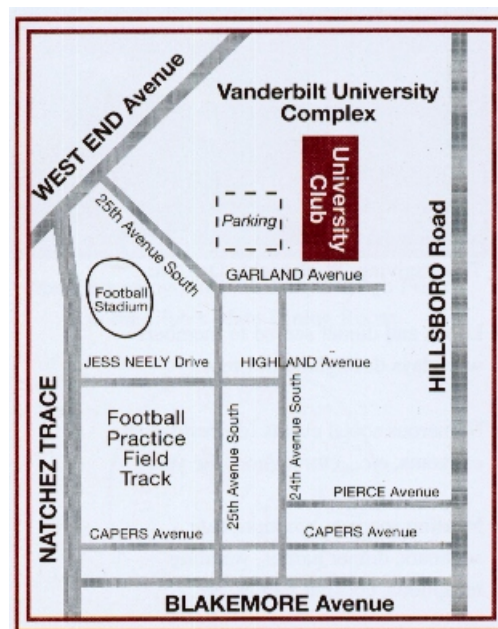 WEST END Avenue
Vanderbilt University
Complex
University
Club
Parking
25th Avenue South
GARLAND Avenue
HILLSBORO Road
Football
Stadium
JESS NEELY Drive
HIGHLAND Avenue
NATCHEZ TRACE
Football
Practice
Field
Track
25th Avenue South
24th Avenue South
PIERCE AVENUE
CAPERS Avenue
CAPERS Avenue
BLAKEMORE Avenue